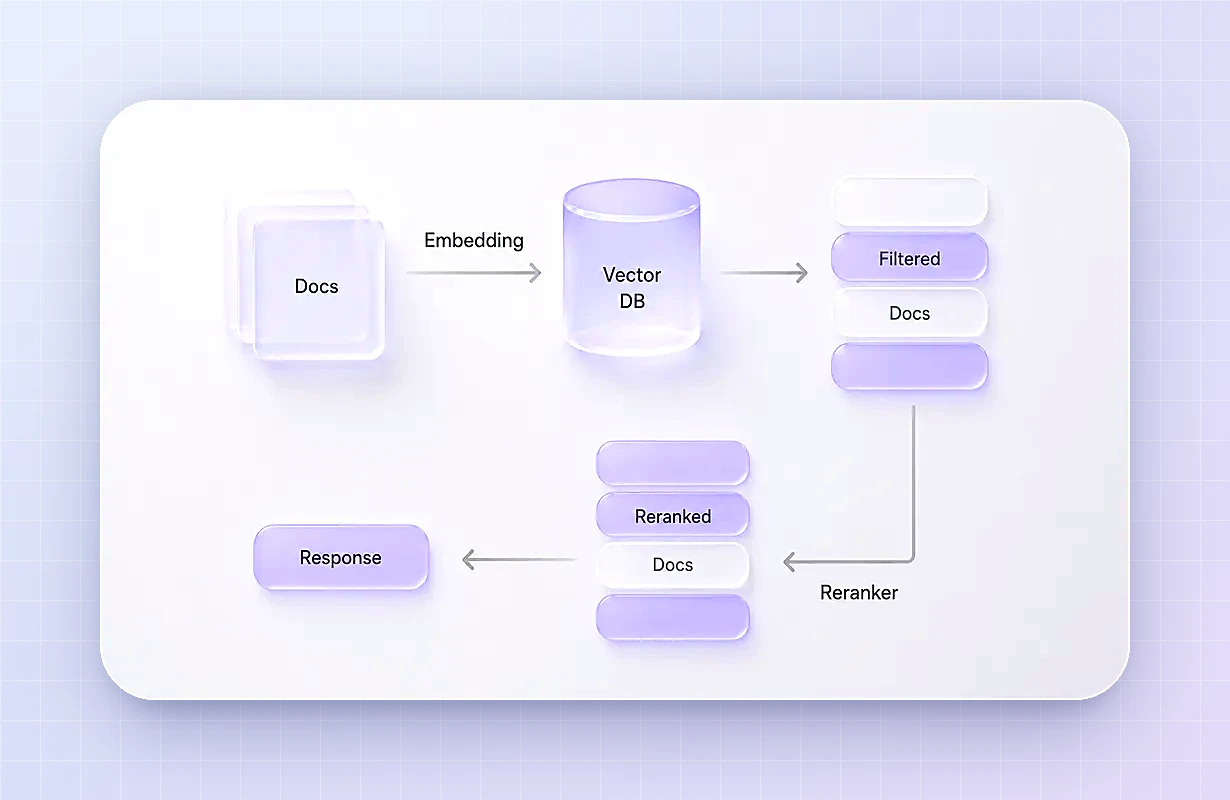 Docs
Embedding
Vector
DB
Filtered
Docs
Reranker
Reranked
Docs
Response